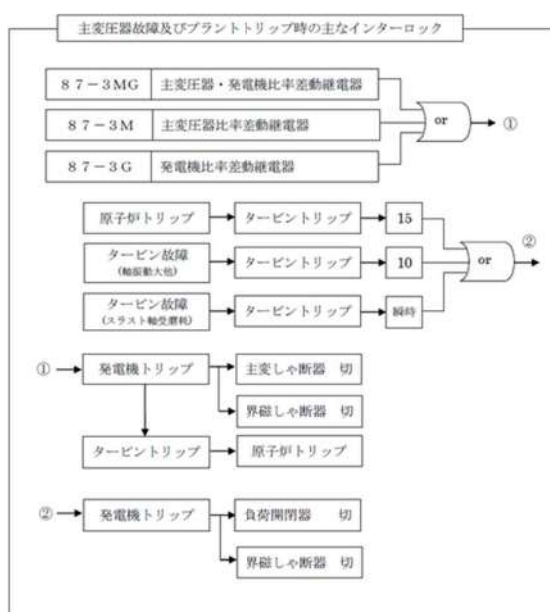 主変圧器故障及びプラントトリップ時の主なインターロック
87-3MG 主変圧器・発電機比率差動継電器
87-3M 主変圧器比率差動継電器
87-3G 発電機比率差動継電器
or
①
原子炉トリップ タービントリップ 15
タービン故障
(軸振動大他)
タービントリップ 10
タービン故障
(スラスト軸受磨耗)
タービントリップ 瞬時
or
②
① 発電機トリップ 主変しゃ断器 切
界磁しゃ断器 切
タービントリップ 原子炉トリップ
② 発電機トリップ 負荷開閉器 切
界磁しゃ断器 切